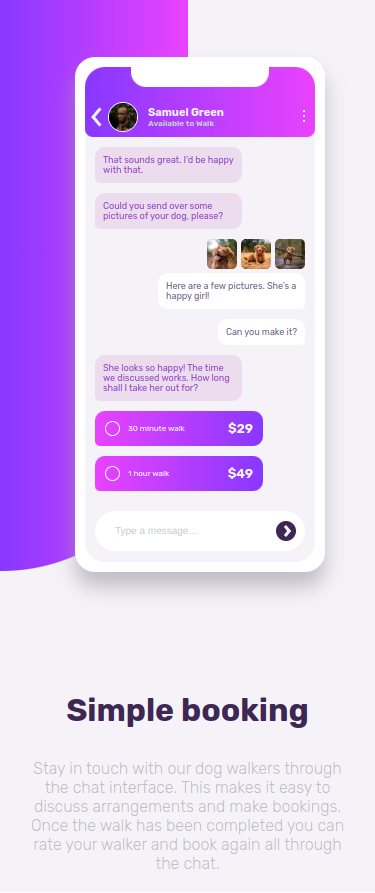 Samuel Green
Available to Walk
That sounds great. I'd be happy
with that.
Could you send over some
pictures of your dog, please?
Here are a few pictures. She's a
happy girl!
Can you make it?
She looks so happy! The time
we discussed works. How long
shall I take her out for?
30 minute walk $29
1 hour walk $49
Type a message...
Simple booking
Stay in touch with our dog walkers through
the chat interface. This makes it easy to
discuss arrangements and make bookings.
Once the walk has been completed you can
rate your walker and book again all through
the chat.